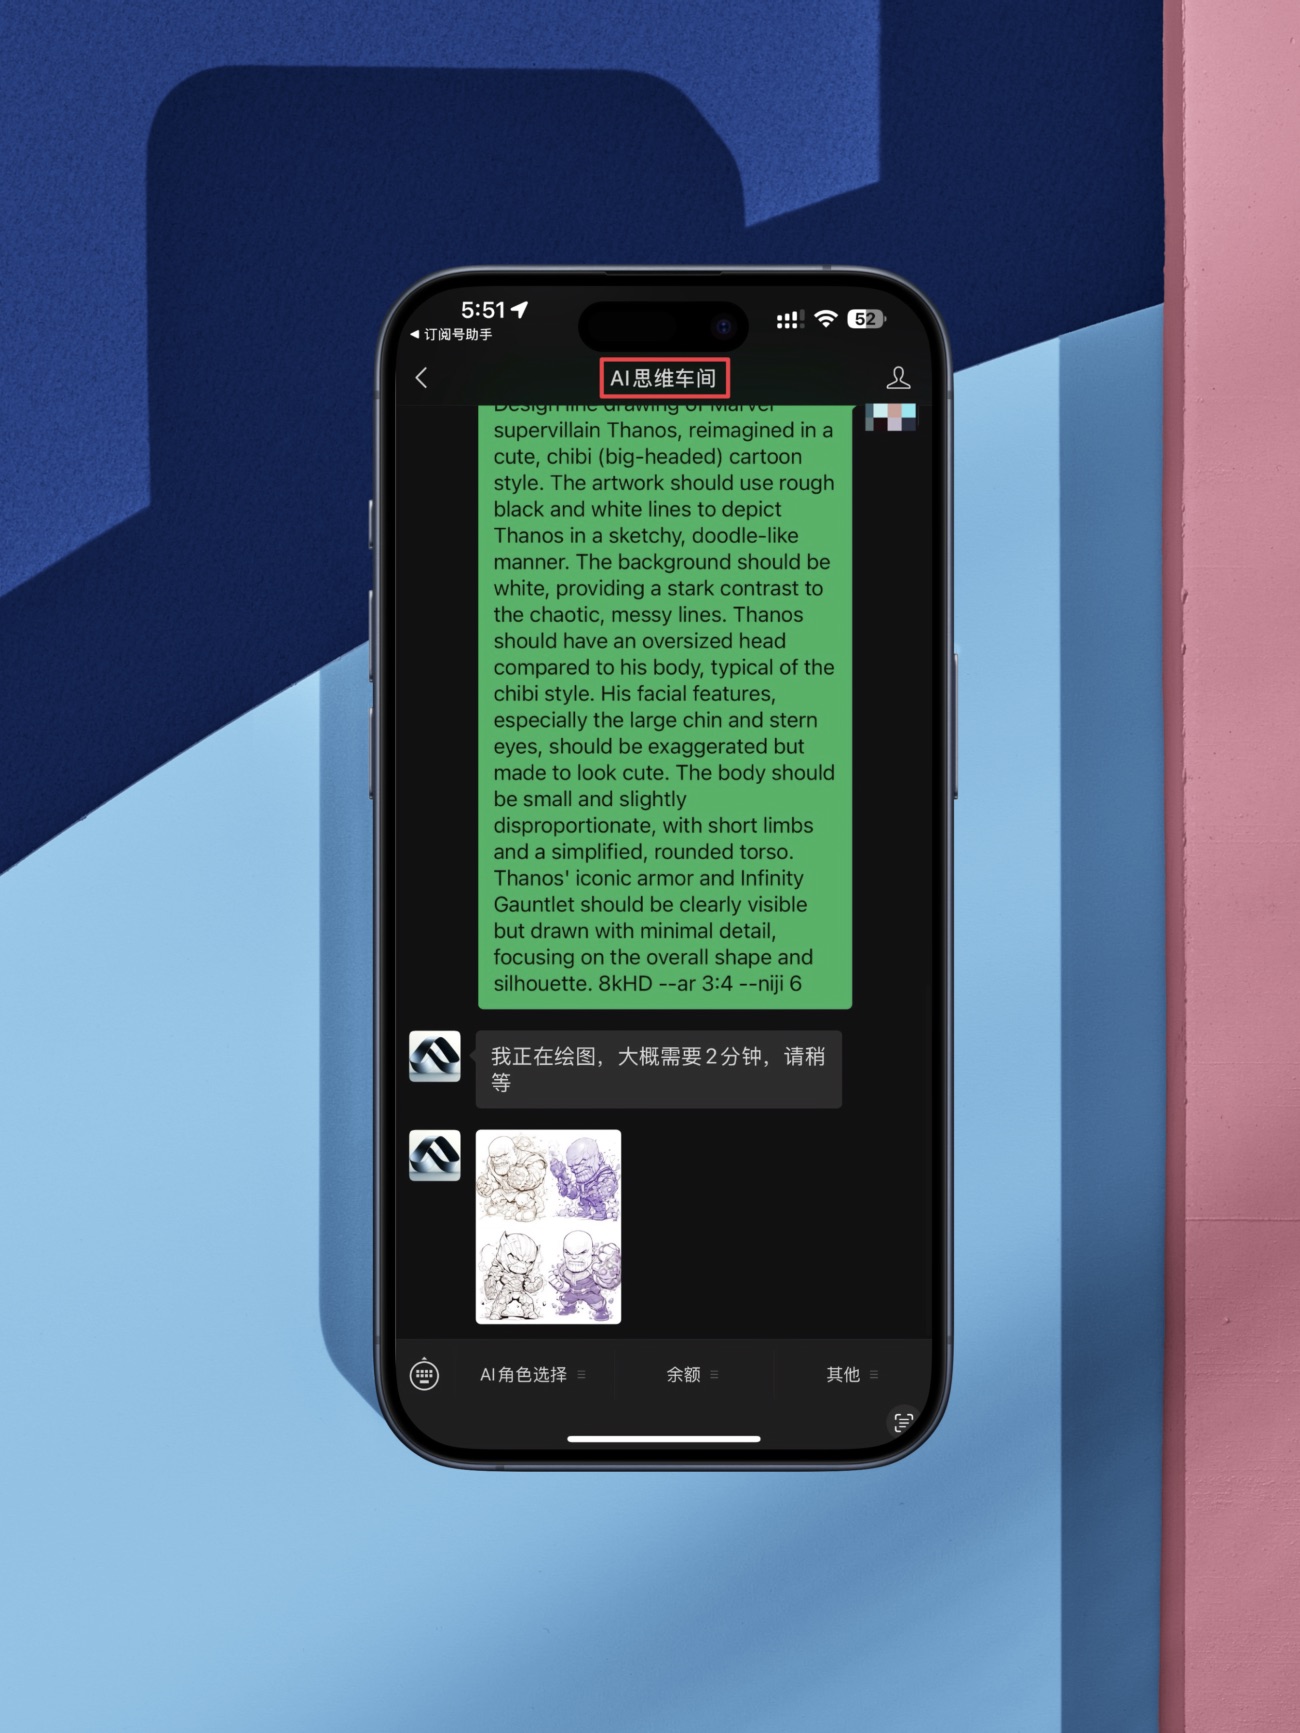 5:51
52
◀ 订阅号助手
AI思维车间
Design line drawing of Marvel
supervillain Thanos, reimagined in a
cute, chibi (big-headed) cartoon
style. The artwork should use rough
black and white lines to depict
Thanos in a sketchy, doodle-like
manner. The background should be
white, providing a stark contrast to
the chaotic, messy lines. Thanos
should have an oversized head
compared to his body, typical of the
chibi style. His facial features,
especially the large chin and stern
eyes, should be exaggerated but
made to look cute. The body should
be small and slightly
disproportionate, with short limbs
and a simplified, rounded torso.
Thanos' iconic armor and Infinity
Gauntlet should be clearly visible
but drawn with minimal detail,
focusing on the overall shape and
silhouette. 8kHD --ar 3:4 --niji 6
我正在绘图，大概需要2分钟，请稍
等
AI角色选择
余额
其他